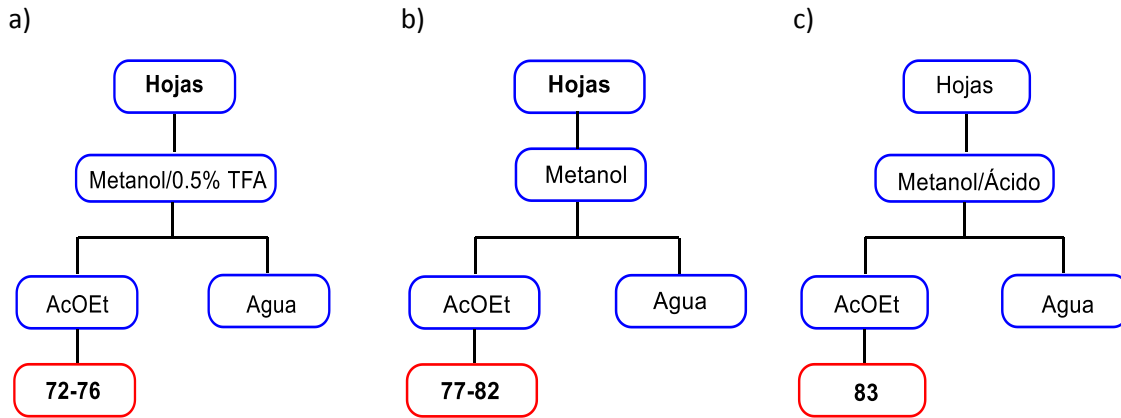 a)
Hojas
Metanol/0.5% TFA
AcOEt
Agua
72-76
b)
Hojas
Metanol
AcOEt
Agua
77-82
c)
Hojas
Metanol/Ácido
AcOEt
Agua
83